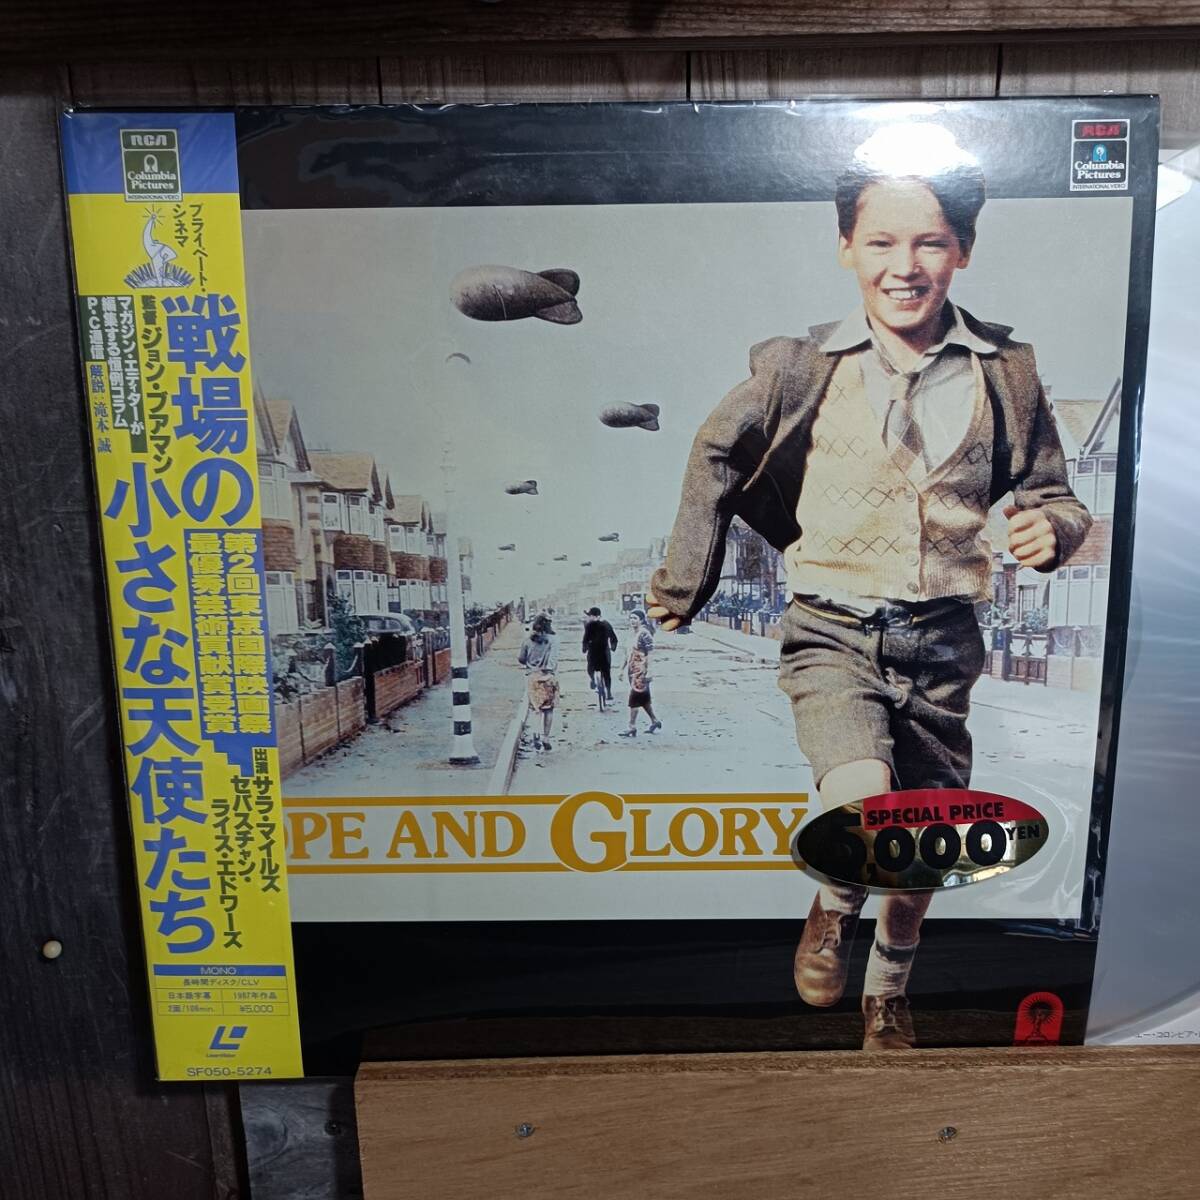 RCA
Columbia
Pictures
INTERNATIONAL VIDEO
プライベート・
シネマ
戦場の
小さな天使たち
監督 ジョン・ブアマン
マガジン・エディターが
編集する恒例コラム
P・C通信 解説：滝本 誠
第2回東京国際映画祭
最優秀芸術貢献賞受賞
出演 サラ・マイルズ
セバスチャン・
ライス・エドワーズ
MONO
長時間ディスク/CLV
日本語字幕 1987年作品
2面/108min. ¥5,000
LaserVision
SF050-5274
RCA
Columbia
Pictures
INTERNATIONAL VIDEO
OPE AND GLORY
SPECIAL PRICE
5,000 YEN